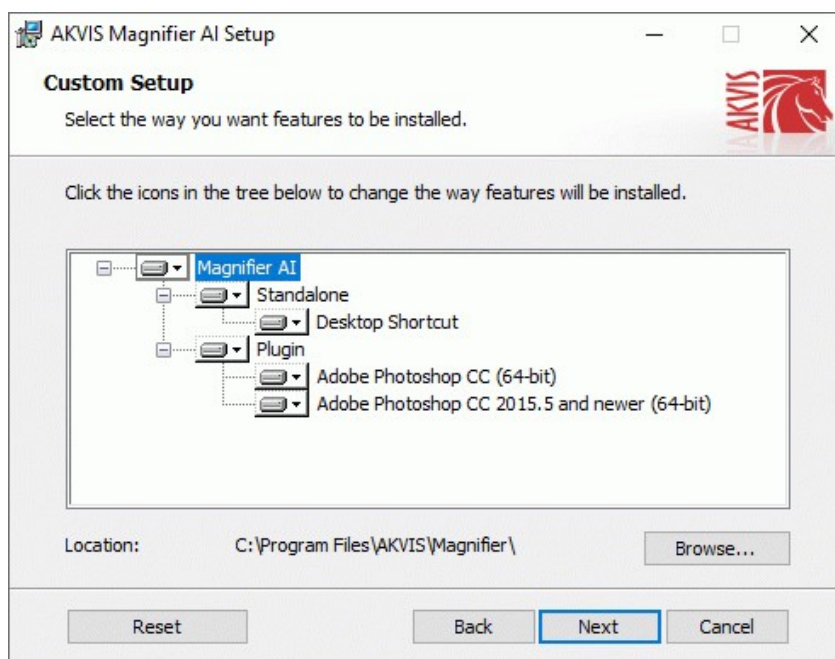 AKVIS Magnifier AI Setup
Custom Setup
Select the way you want features to be installed.
AKVIS
Click the icons in the tree below to change the way features will be installed.
Magnifier AI
Standalone
Desktop Shortcut
Plugin
Adobe Photoshop CC (64-bit)
Adobe Photoshop CC 2015.5 and newer (64-bit)
Location: C:\Program Files\AKVIS\Magnifier\ Browse...
Reset Back Next Cancel